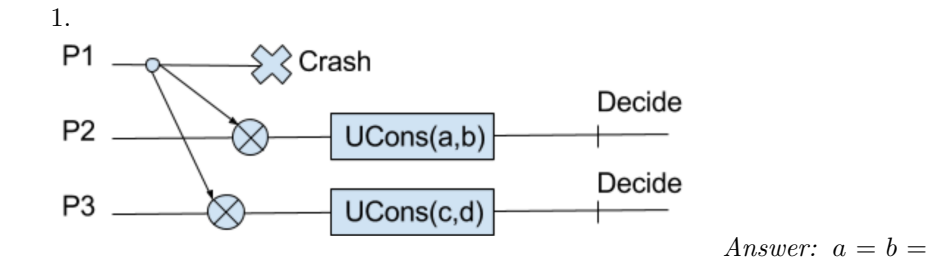 1.
P1
Crash
Decide
P2
UCons(a,b)
Decide
P3
UCons(c,d)
Answer: a = b =